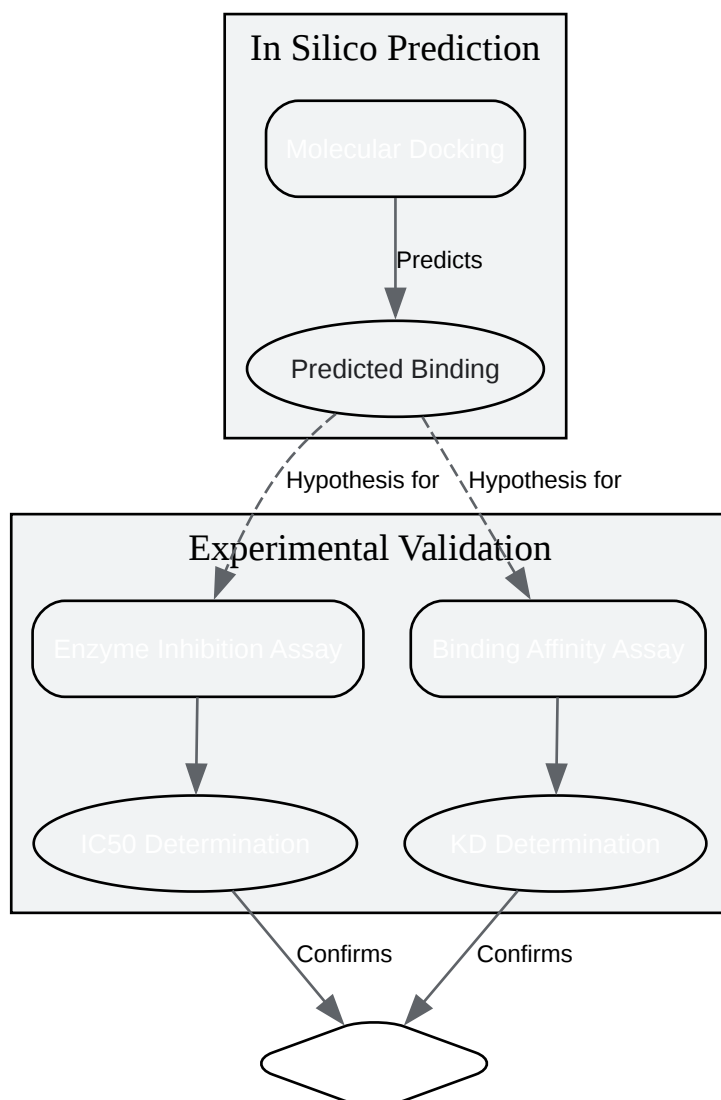 In Silico Prediction
Molecular Docking
Predicts
Predicted Binding
Hypothesis for
Hypothesis for
Experimental Validation
Enzyme Inhibition Assay
Binding Affinity Assay
IC50 Determination
KD Determination
Confirms
Confirms